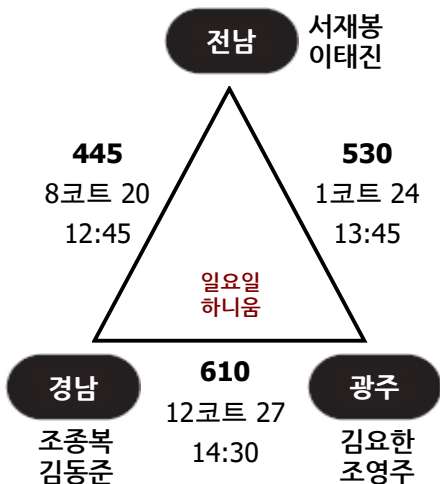 전남
서재봉
이태진
445
8코트 20
12:45
530
1코트 24
13:45
일요일
하니움
경남
조종복
김동준
610
12코트 27
14:30
광주
김요한
조영주